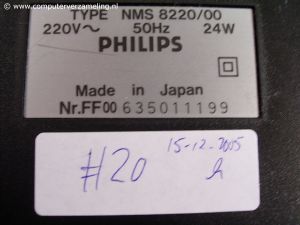 © www.computerverzameling.nl
TYPE NMS 8220/00
220V~ 50Hz 24W
PHILIPS
Made in Japan
Nr.FF00 635011199
15-12-2005
#20